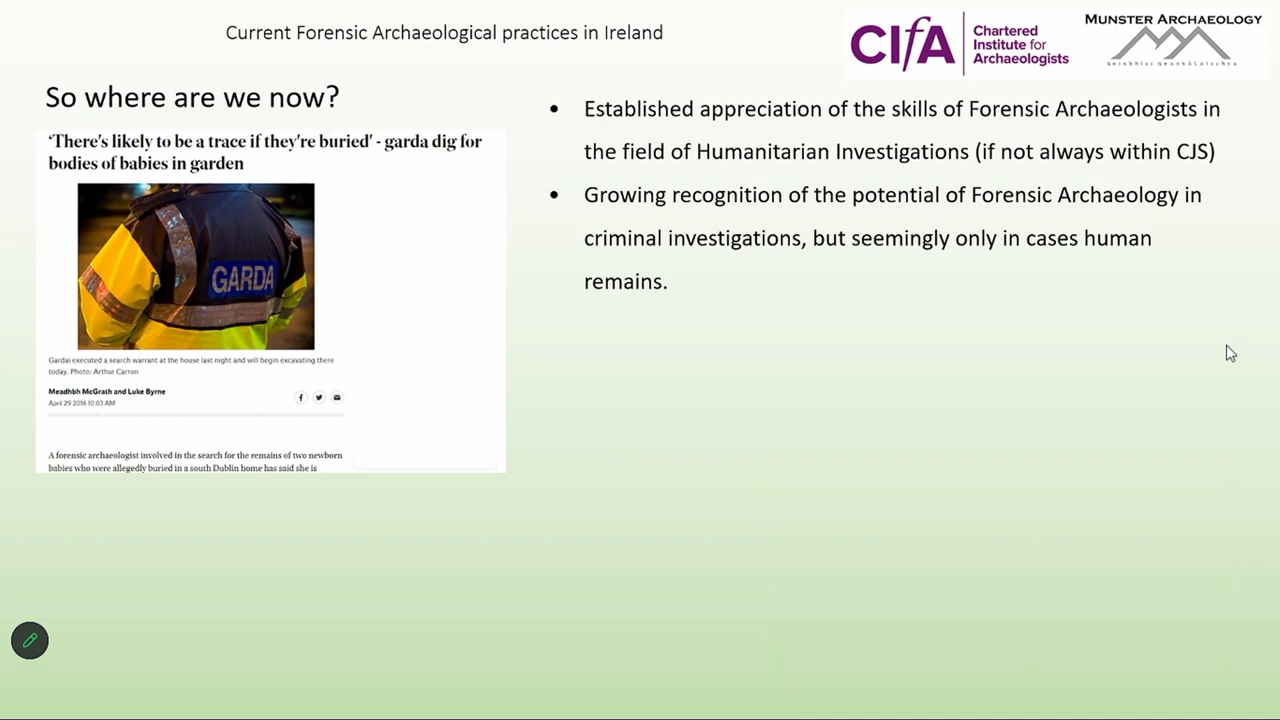 Current Forensic Archaeological practices in Ireland
CIfA
Chartered
Institute for
Archaeologists
MUNSTER ARCHAEOLOGY
So where are we now?
'There's likely to be a trace if they're buried' - garda dig for
bodies of babies in garden
GARDA
Gardaí executed a search warrant at the house last night and will begin excavating there
today. Photo: Arthur Carron
Meadhbh McGrath and Luke Byrne
April 29 2016 10:03 AM
A forensic archaeologist involved in the search for the remains of two newborn
babies who were allegedly buried in a south Dublin home has said she is
• Established appreciation of the skills of Forensic Archaeologists in
the field of Humanitarian Investigations (if not always within CJS)
• Growing recognition of the potential of Forensic Archaeology in
criminal investigations, but seemingly only in cases human
remains.